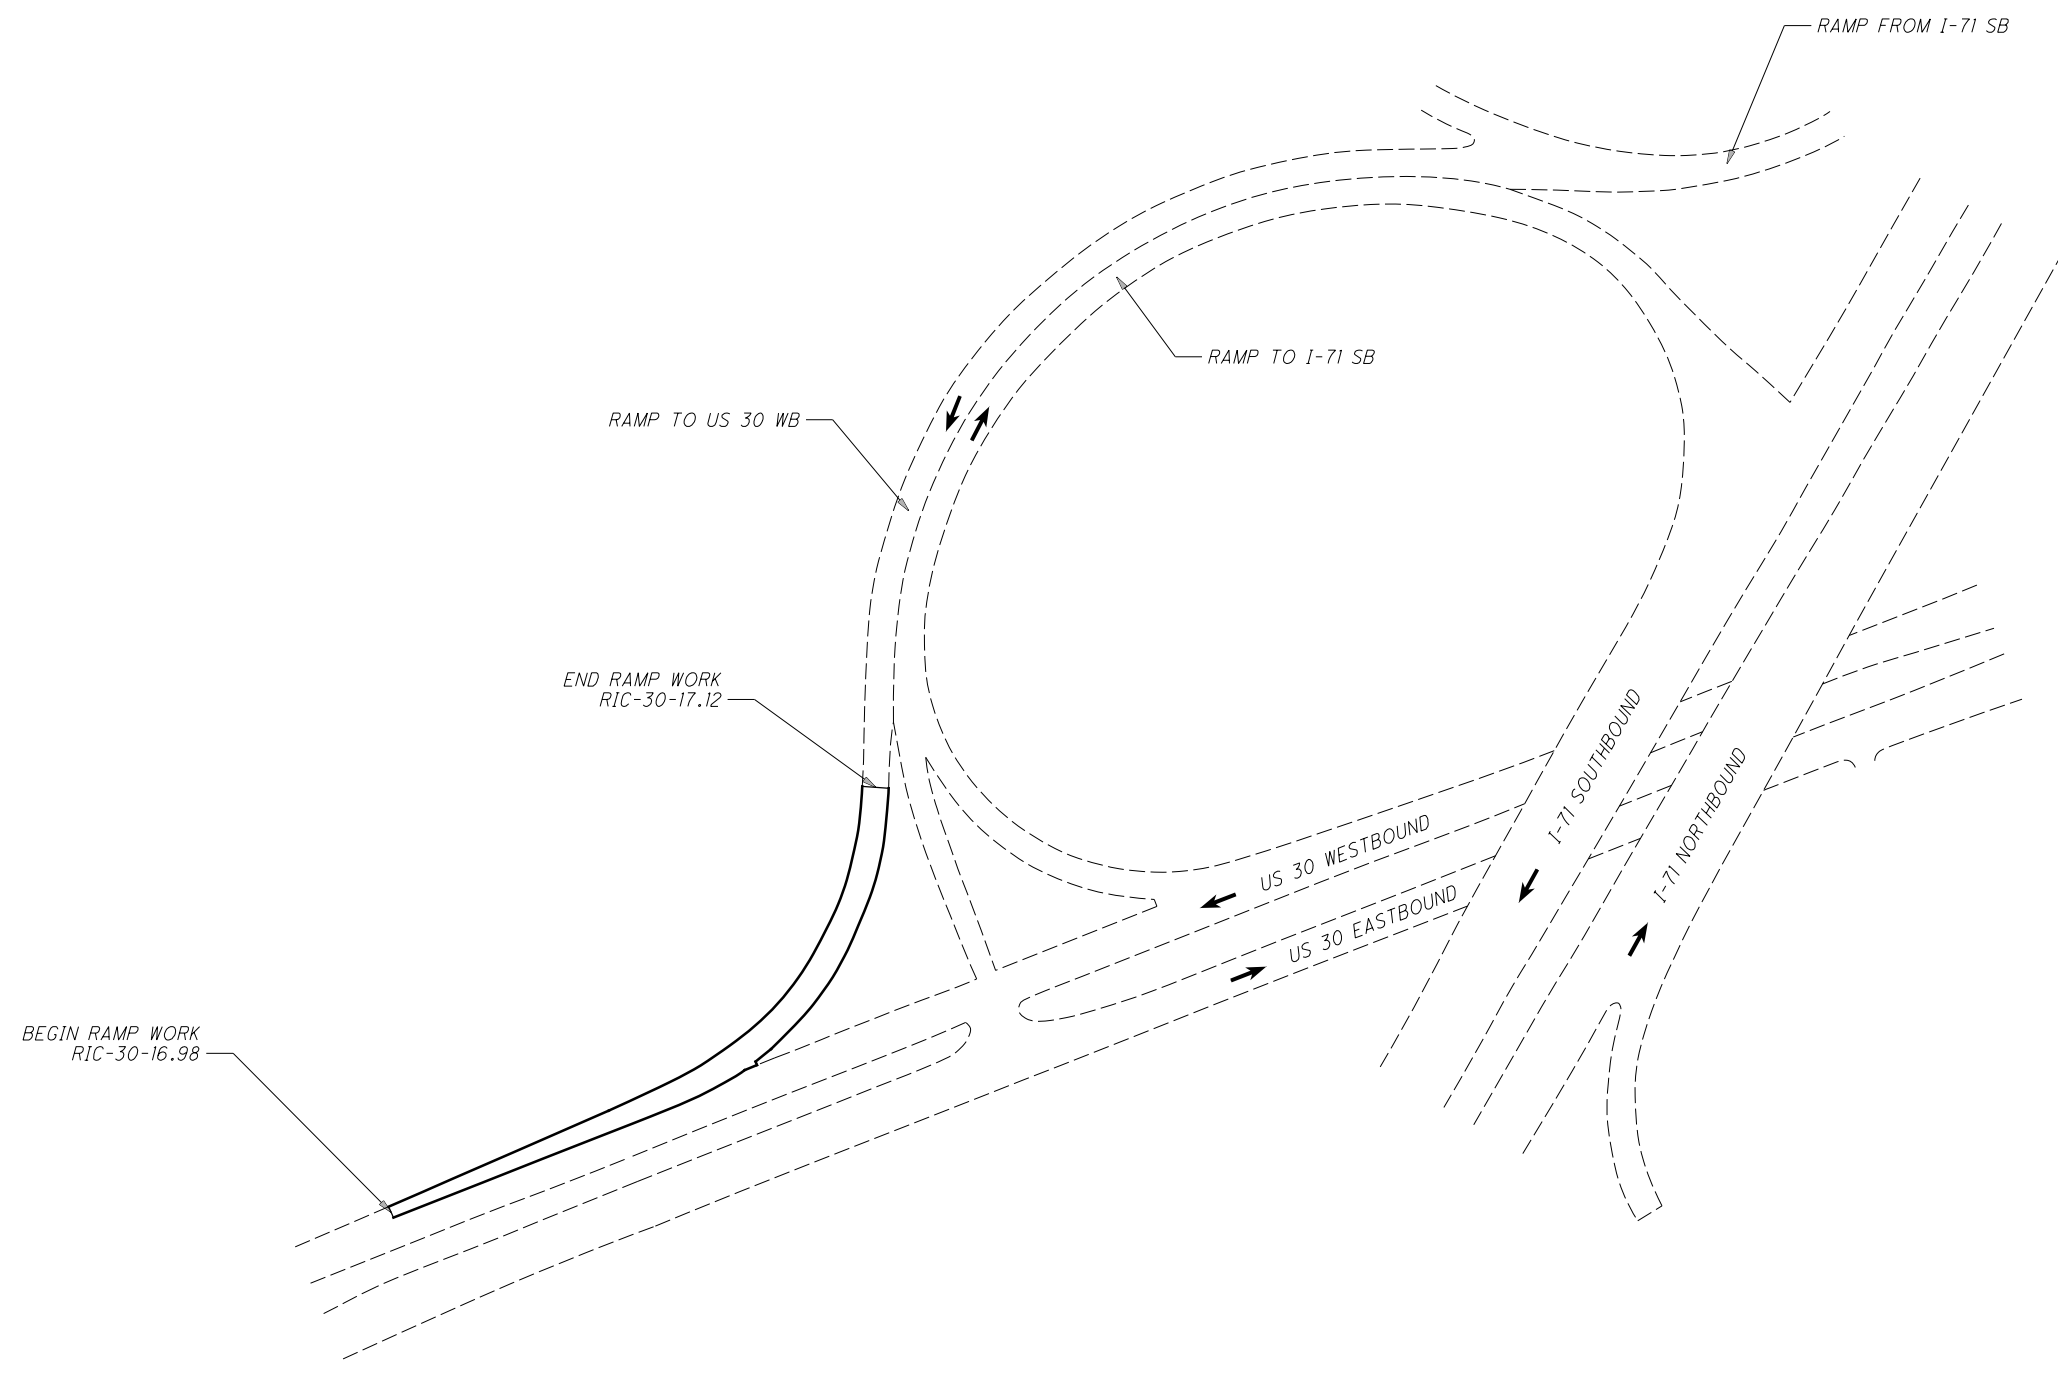 RAMP FROM I-71 SB
RAMP TO I-71 SB
RAMP TO US 30 WB
END RAMP WORK
RIC-30-17.12
I-71 SOUTHBOUND
I-71 NORTHBOUND
US 30 WESTBOUND
US 30 EASTBOUND
BEGIN RAMP WORK
RIC-30-16.98